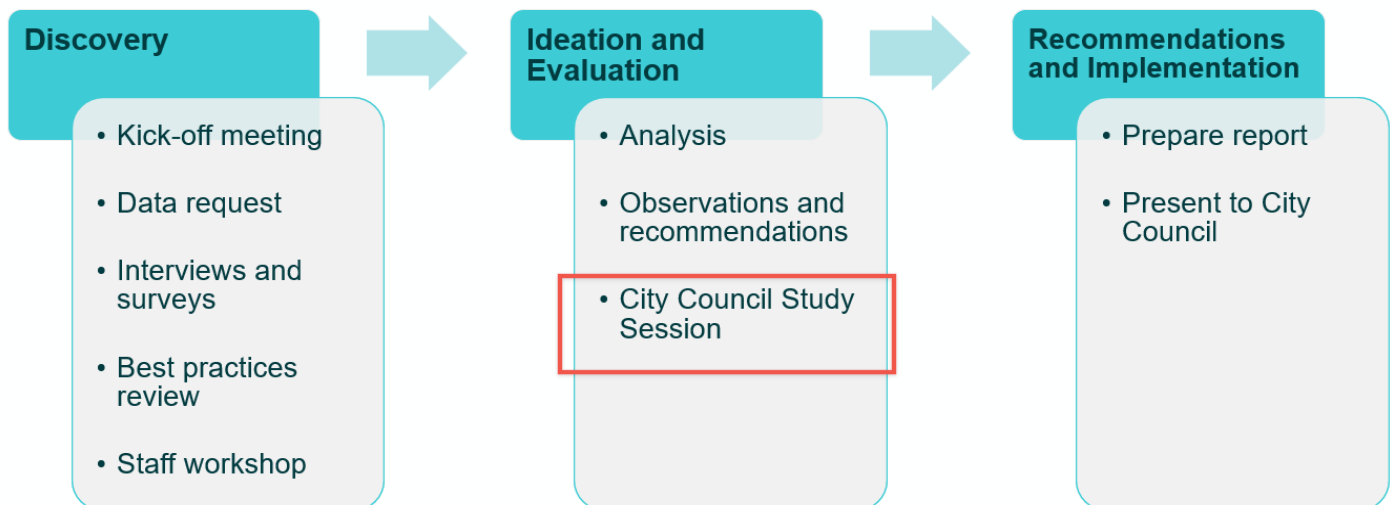 Discovery
• Kick-off meeting
• Data request
• Interviews and
surveys
• Best practices
review
• Staff workshop
Ideation and
Evaluation
• Analysis
• Observations and
recommendations
• City Council Study
Session
Recommendations
and Implementation
• Prepare report
• Present to City
Council